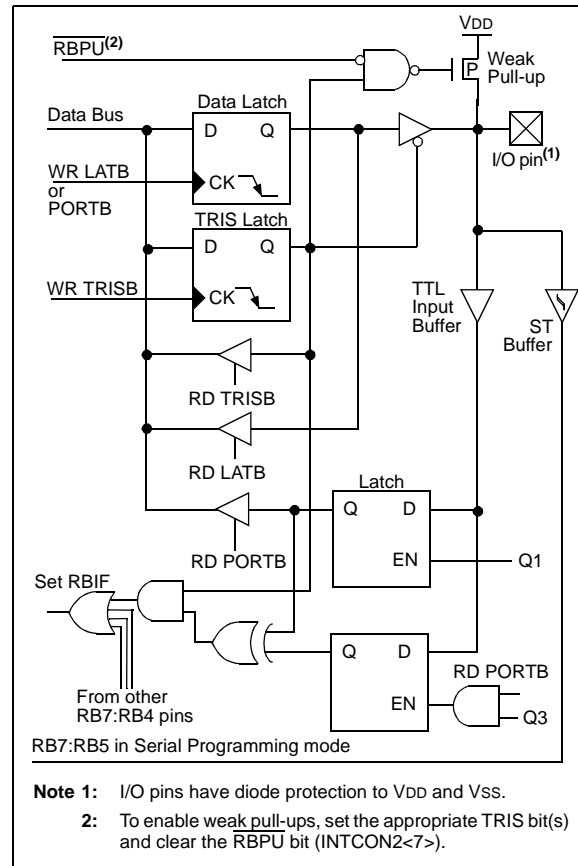 VDD
RBPU(2)
P
Weak
Pull-up
Data Latch
Data Bus
D
Q
I/O pin(1)
WR LATB
or
PORTB
CK
TRIS Latch
D
Q
WR TRISB
CK
TTL
Input
Buffer
ST
Buffer
RD TRISB
RD LATB
Latch
Q
D
RD PORTB
EN
Q1
Set RBIF
Q
D
RD PORTB
EN
Q3
From other
RB7:RB4 pins
RB7:RB5 in Serial Programming mode
Note 1: I/O pins have diode protection to VDD and VSS.
2: To enable weak pull-ups, set the appropriate TRIS bit(s)
and clear the RBPU bit (INTCON2<7>).